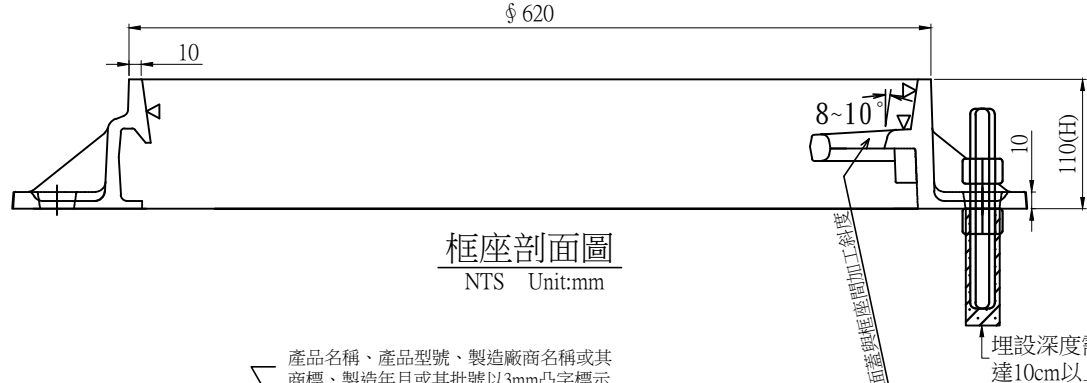 ∮620
10
8~10°
10
110(H)
框座剖面圖
NTS Unit:mm
面蓋與框座間加工斜度
產品名稱、產品型號、製造廠商名稱或其
商標、製造年月或其批號以3mm凸字標示
埋設深度需
達10cm以上